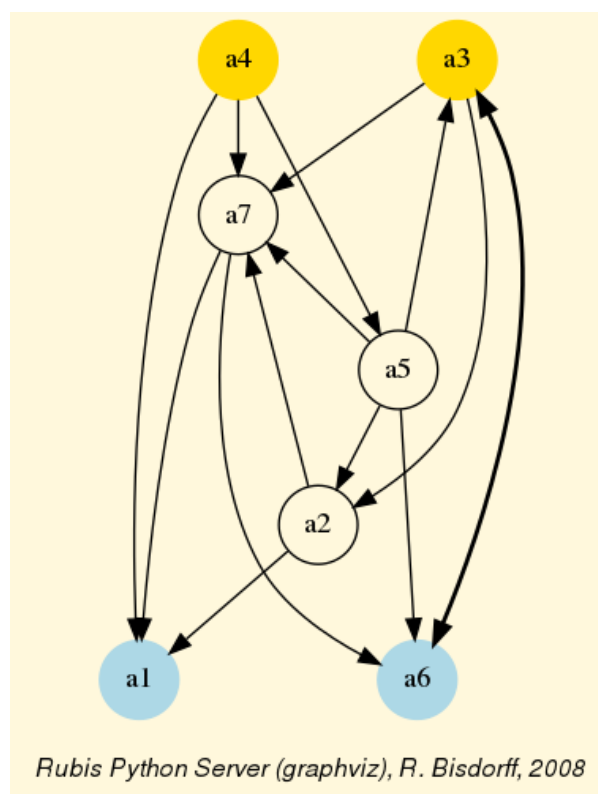 a4
a3
a7
a5
a2
a1
a6
Rubis Python Server (graphviz), R. Bisdorff, 2008